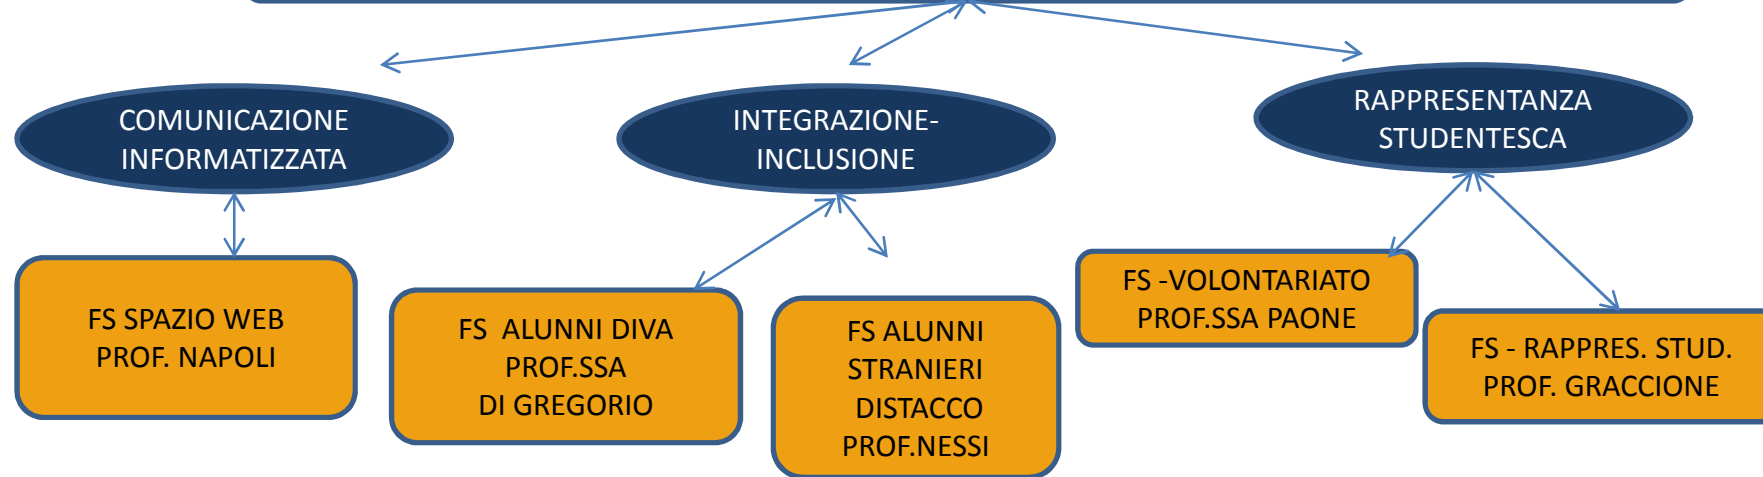 COMUNICAZIONE
INFORMATIZZATA
INTEGRAZIONE-
INCLUSIONE
RAPPRESENTANZA
STUDENTESCA
FS SPAZIO WEB
PROF. NAPOLI
FS  ALUNNI DIVA
PROF.SSA
DI GREGORIO
FS ALUNNI
STRANIERI
DISTACCO
PROF.NESSI
FS -VOLONTARIATO
PROF.SSA PAONE
FS - RAPPRES. STUD.
PROF. GRACCIONE